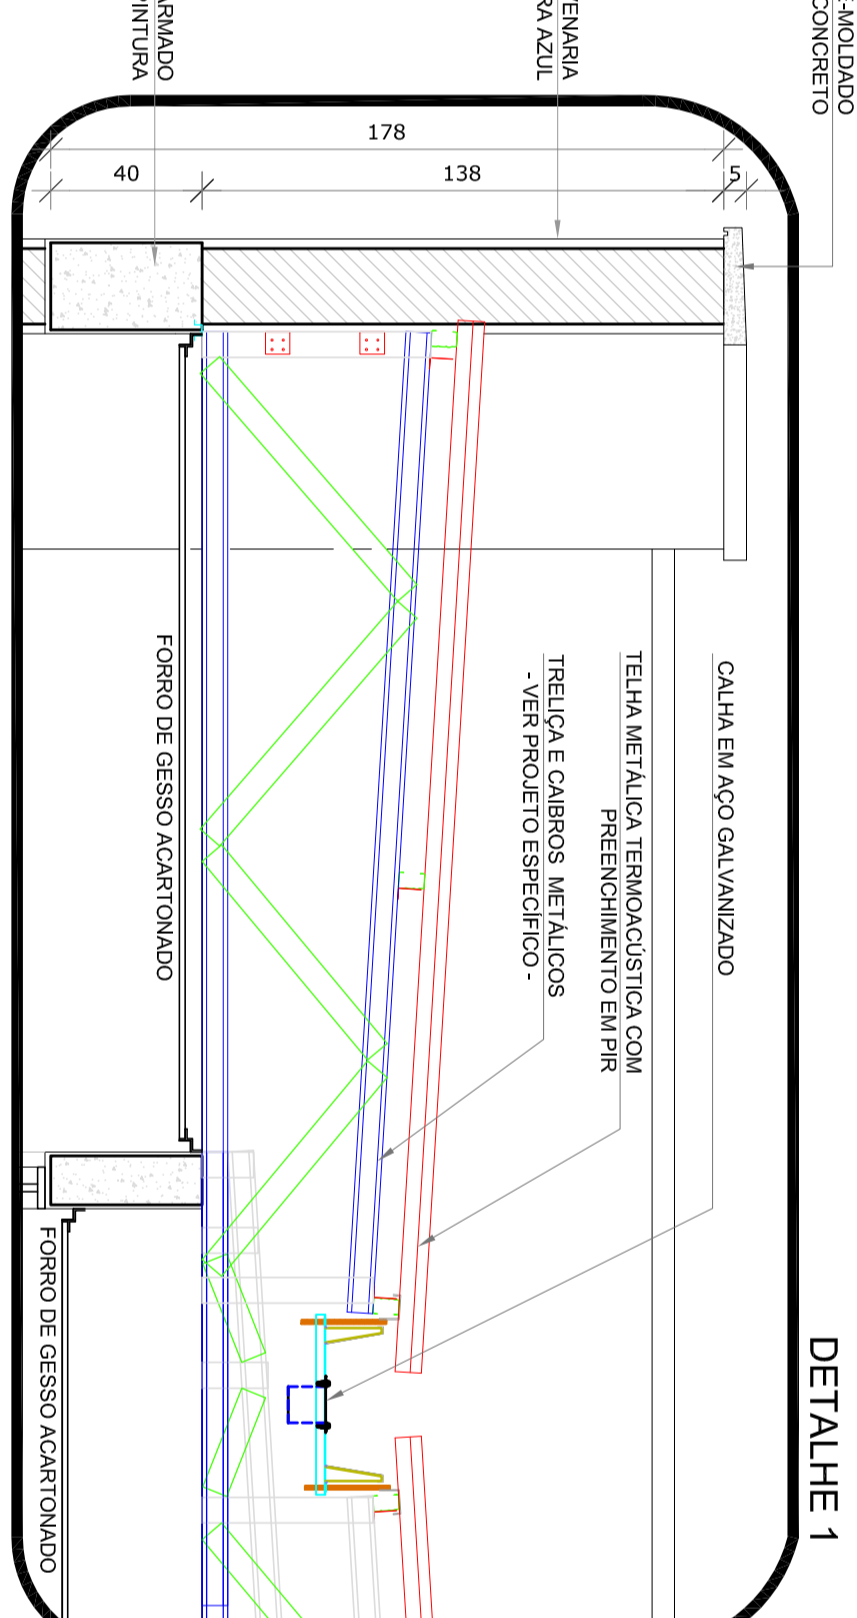 DETALHE 1
-MOLDADO
CONCRETO
CALHA EM AÇO GALVANIZADO
TELHA METÁLICA TERMOACÚSTICA COM
PREENCHIMENTO EM PIR
TRELIÇA E CAIBROS METÁLICOS
- VER PROJETO ESPECÍFICO -
VENARIA
RA AZUL
5
138
178
40
ARMADO
PINTURA
FORRO DE GESSO ACARTONADO
FORRO DE GESSO ACARTONADO